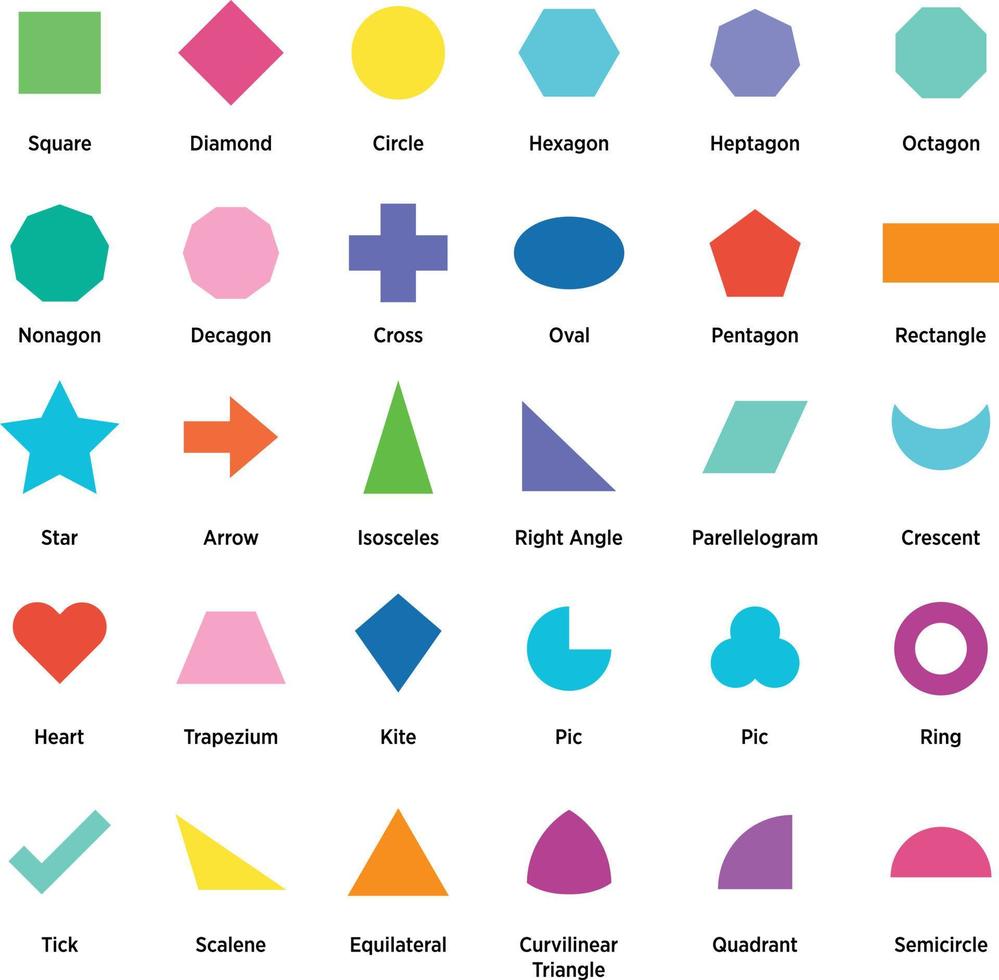 Square Diamond Circle Hexagon Heptagon Octagon
Nonagon Decagon Cross Oval Pentagon Rectangle
Star Arrow Isosceles Right Angle Parellelogram Crescent
Heart Trapezium Kite Pic Pic Ring
Tick Scalene Equilateral Curvilinear Quadrant Semicircle
Triangle